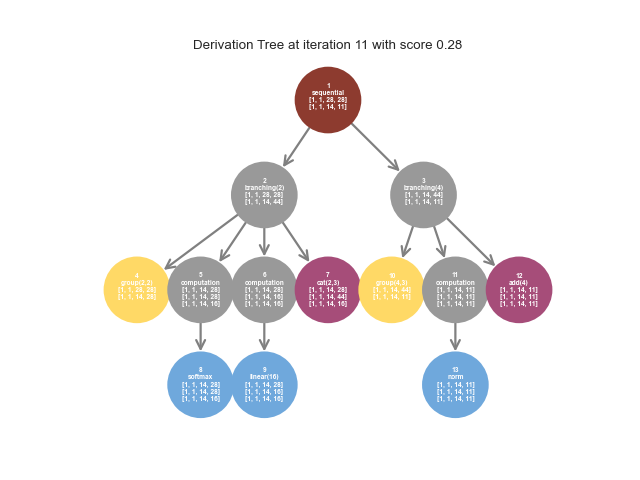 Derivation Tree at iteration 11 with score 0.28
1
sequential
[1, 1, 28, 28]
[1, 1, 14, 11]
2
branching(2)
[1, 1, 28, 28]
[1, 1, 14, 44]
3
branching(4)
[1, 1, 14, 44]
[1, 1, 14, 11]
4
group(2,2)
[1, 1, 28, 28]
[1, 1, 14, 28]
5
computation
[1, 1, 14, 28]
[1, 1, 14, 28]
[1, 1, 14, 16]
6
computation
[1, 1, 14, 28]
[1, 1, 14, 16]
[1, 1, 14, 16]
7
cat(2,3)
[1, 1, 14, 28]
[1, 1, 14, 44]
[1, 1, 14, 16]
10
group(4,3)
[1, 1, 14, 44]
[1, 1, 14, 11]
11
computation
[1, 1, 14, 11]
[1, 1, 14, 11]
[1, 1, 14, 11]
12
add(4)
[1, 1, 14, 11]
[1, 1, 14, 11]
[1, 1, 14, 11]
8
softmax
[1, 1, 14, 28]
[1, 1, 14, 28]
[1, 1, 14, 16]
9
linear(16)
[1, 1, 14, 28]
[1, 1, 14, 16]
[1, 1, 14, 16]
13
norm
[1, 1, 14, 11]
[1, 1, 14, 11]
[1, 1, 14, 11]